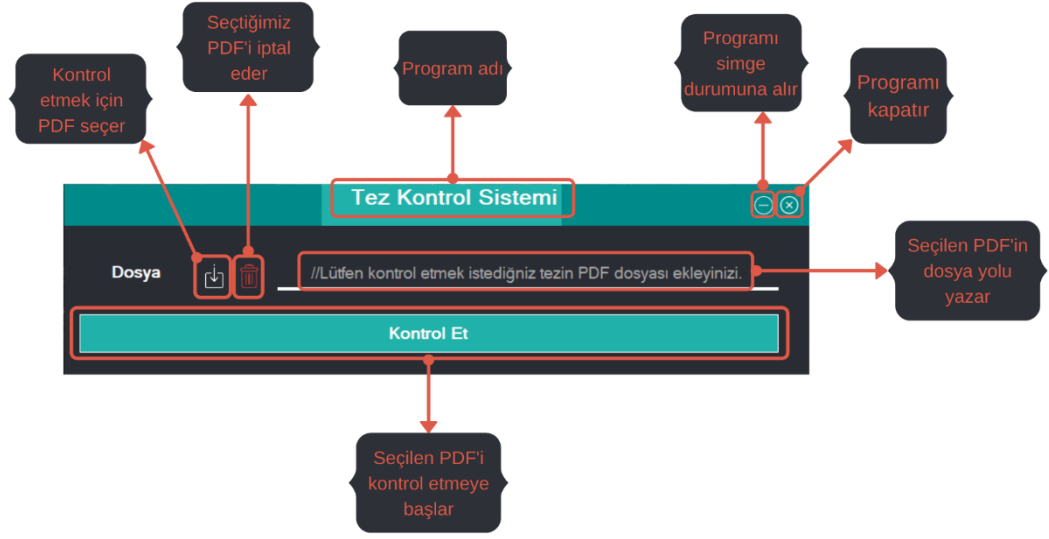 Seçtiğimiz
PDF'i iptal
eder
Kontrol
etmek için
PDF seçer
Program adı
Programı
simge
durumuna alır
Programı
kapatır
Tez Kontrol Sistemi
Dosya
//Lütfen kontrol etmek istediğniz tezin PDF dosyası ekleyinizi.
Seçilen PDF'in
dosya yolu
yazar
Kontrol Et
Seçilen PDF'i
kontrol etmeye
başlar